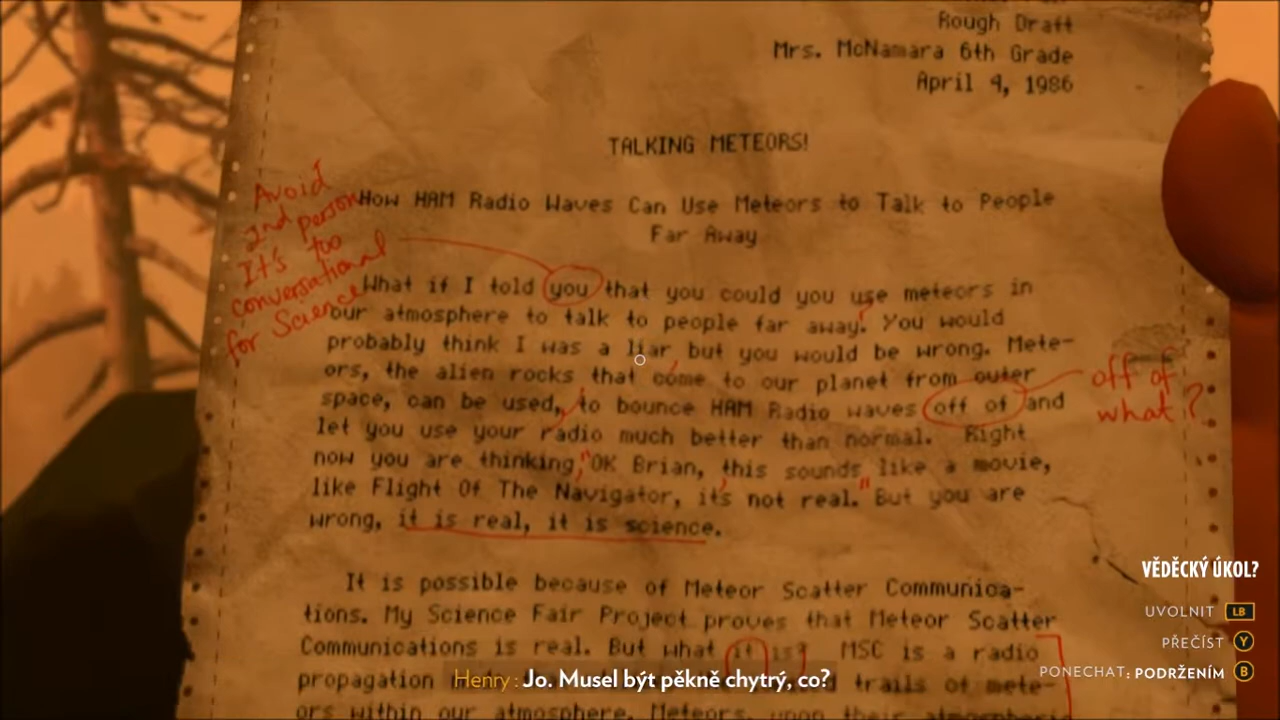 Rough Draft
Mrs. McNamara 6th Grade
April 4, 1986
TALKING METEORS!
How HAM Radio Waves Can Use Meteors to Talk to People
Far Away
Avoid
2nd person
It's too
conversational
for Science
What if I told you that you could you use meteors in
our atmosphere to talk to people far away? You would
probably think I was a liar, but you would be wrong. Mete-
ors, the alien rocks that come to our planet from outer
space, can be used, to bounce HAM Radio waves off of and
off of
what?
let you use your radio much better than normal. Right
now you are thinking, "OK Brian, this sounds like a movie,
like Flight Of The Navigator, it's not real." But you are
wrong, it is real, it is science.
It is possible because of Meteor Scatter Communica-
tions. My Science Fair Project proves that Meteor Scatter
Communications is real. But what it is? MSC is a radio
propagation trails of mete-
ors within our atmosphere. Meteors, upon their
VĚDĚCKÝ ÚKOL?
UVOLNIT LB
PŘEČÍST Y
PONECHAT: PODRŽENÍM B
Henry: Jo. Musel být pěkně chytrý, co?